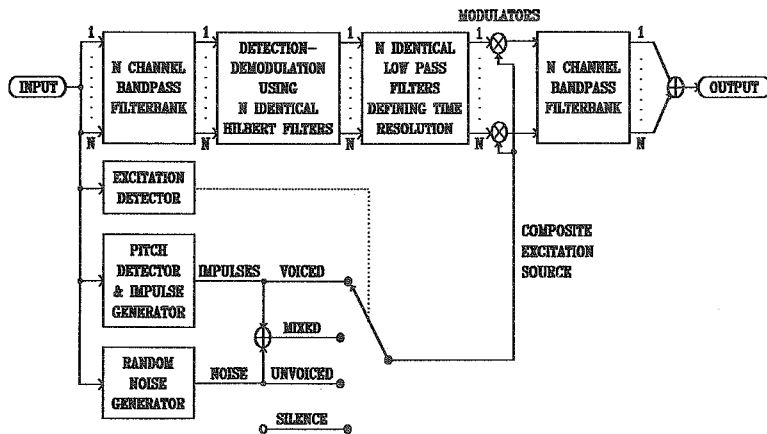 MODULATORS
1
1
1
1
1
INPUT
N CHANNEL
BANDPASS
FILTERBANK
DETECTION-
DEMODULATION
USING
N IDENTICAL
HILBERT FILTERS
N IDENTICAL
LOW PASS
FILTERS
DEFINING TIME
RESOLUTION
N CHANNEL
BANDPASS
FILTERBANK
OUTPUT
N
N
N
N
N
EXCITATION
DETECTOR
PITCH
DETECTOR
& IMPULSE
GENERATOR
IMPULSES
VOICED
COMPOSITE
EXCITATION
SOURCE
MIXED
RANDOM
NOISE
GENERATOR
NOISE
UNVOICED
SILENCE